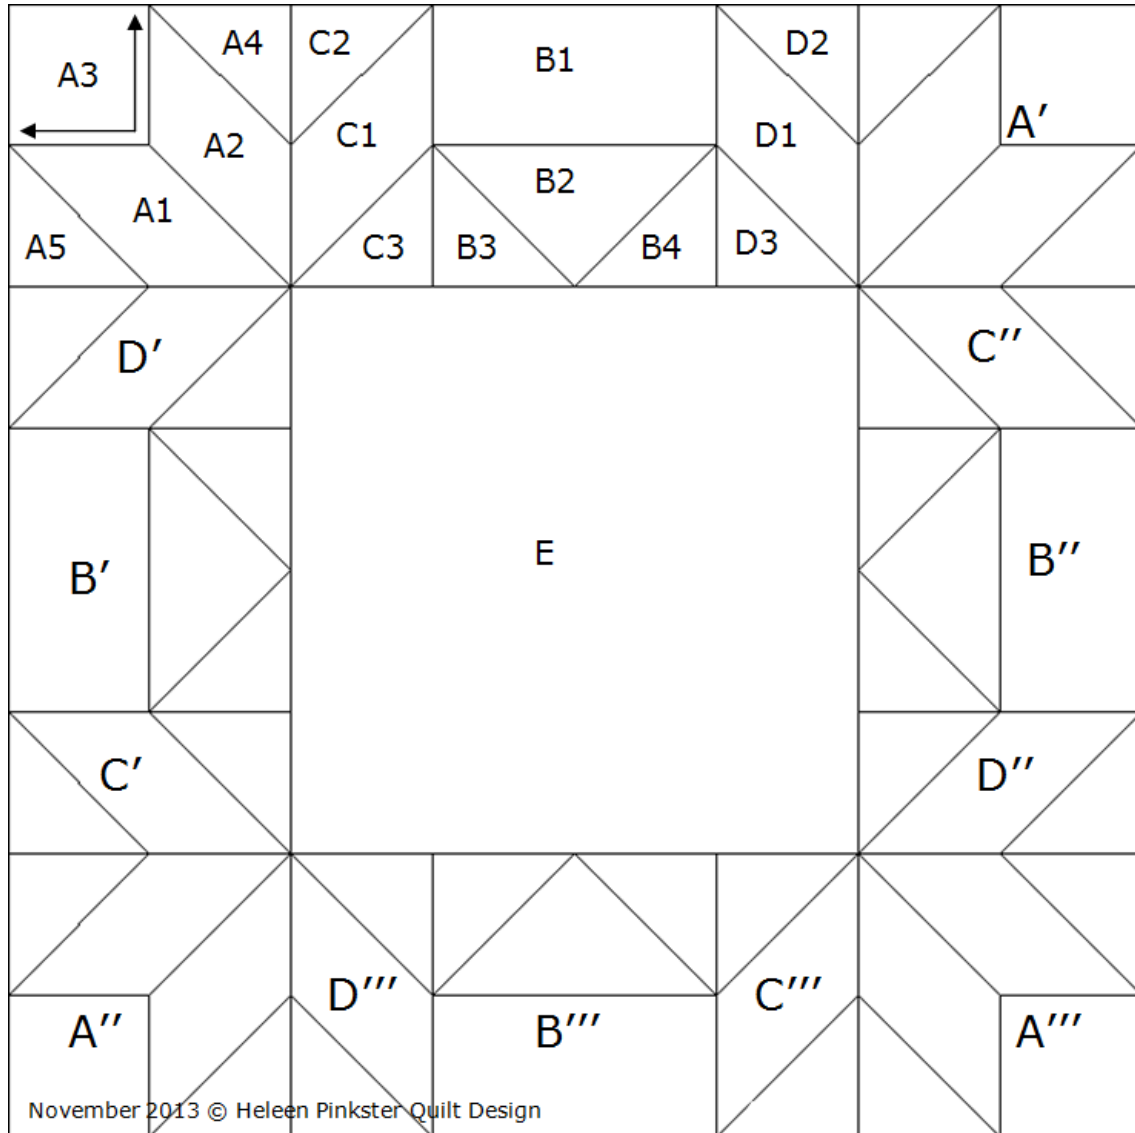 A4 C2 D2
B1
A3
A′
C1 D1
A2
B2
A1
D3
A5 C3 B3 B4
C′′
D′
E
B′′
B′
C′ D′′
D′′′ C′′′
A′′ B′′′ A′′′
November 2013 © Heleen Pinkster Quilt Design